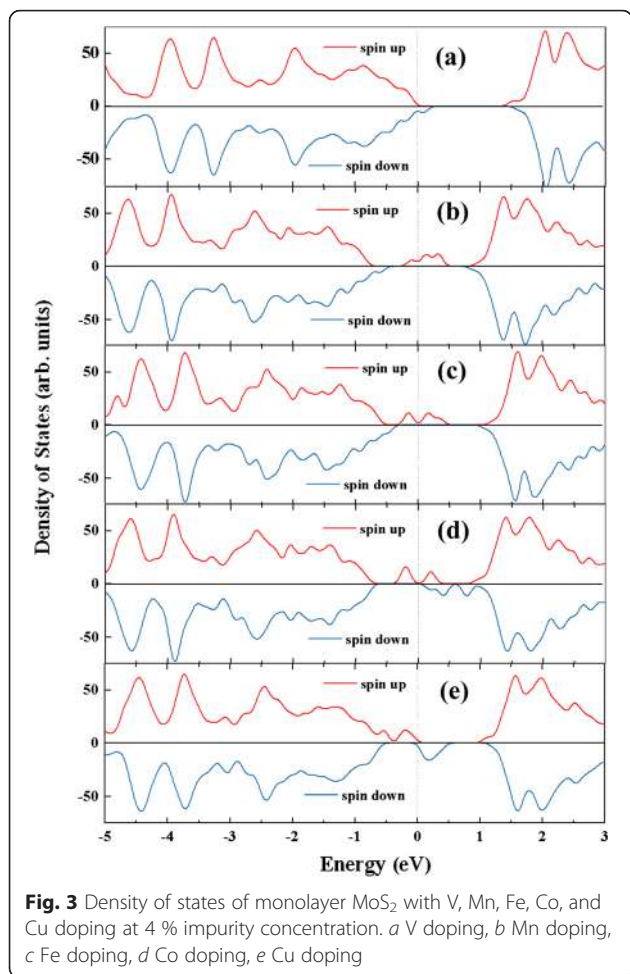 Density of States (arb. units)
50
0
-50
spin up
(a)
spin down
50
0
-50
spin up
(b)
spin down
50
0
-50
spin up
(c)
spin down
50
0
-50
spin up
(d)
spin down
50
0
-50
spin up
(e)
spin down
-5 -4 -3 -2 -1 0 1 2 3
Energy (eV)
Fig. 3 Density of states of monolayer MoS₂ with V, Mn, Fe, Co, and
Cu doping at 4 % impurity concentration. a V doping, b Mn doping,
c Fe doping, d Co doping, e Cu doping